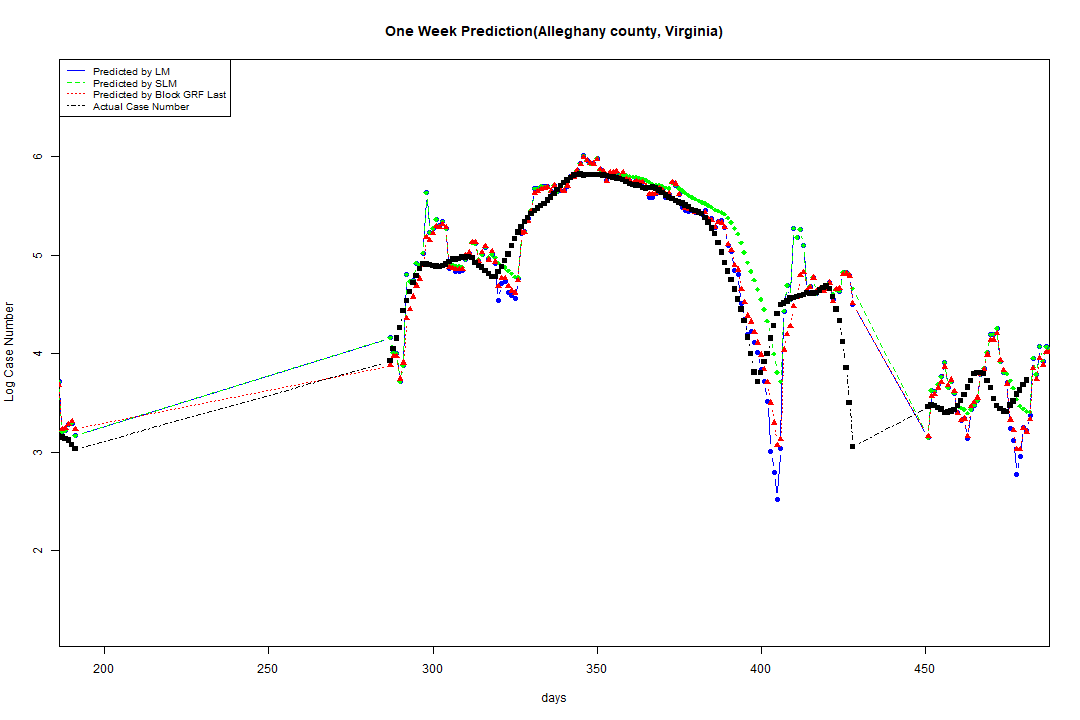 One Week Prediction(Alleghany county, Virginia)
Predicted by LM
Predicted by SLM
Predicted by Block GRF Last
Actual Case Number
Log Case Number
6
5
4
3
2
200 250 300 350 400 450
days